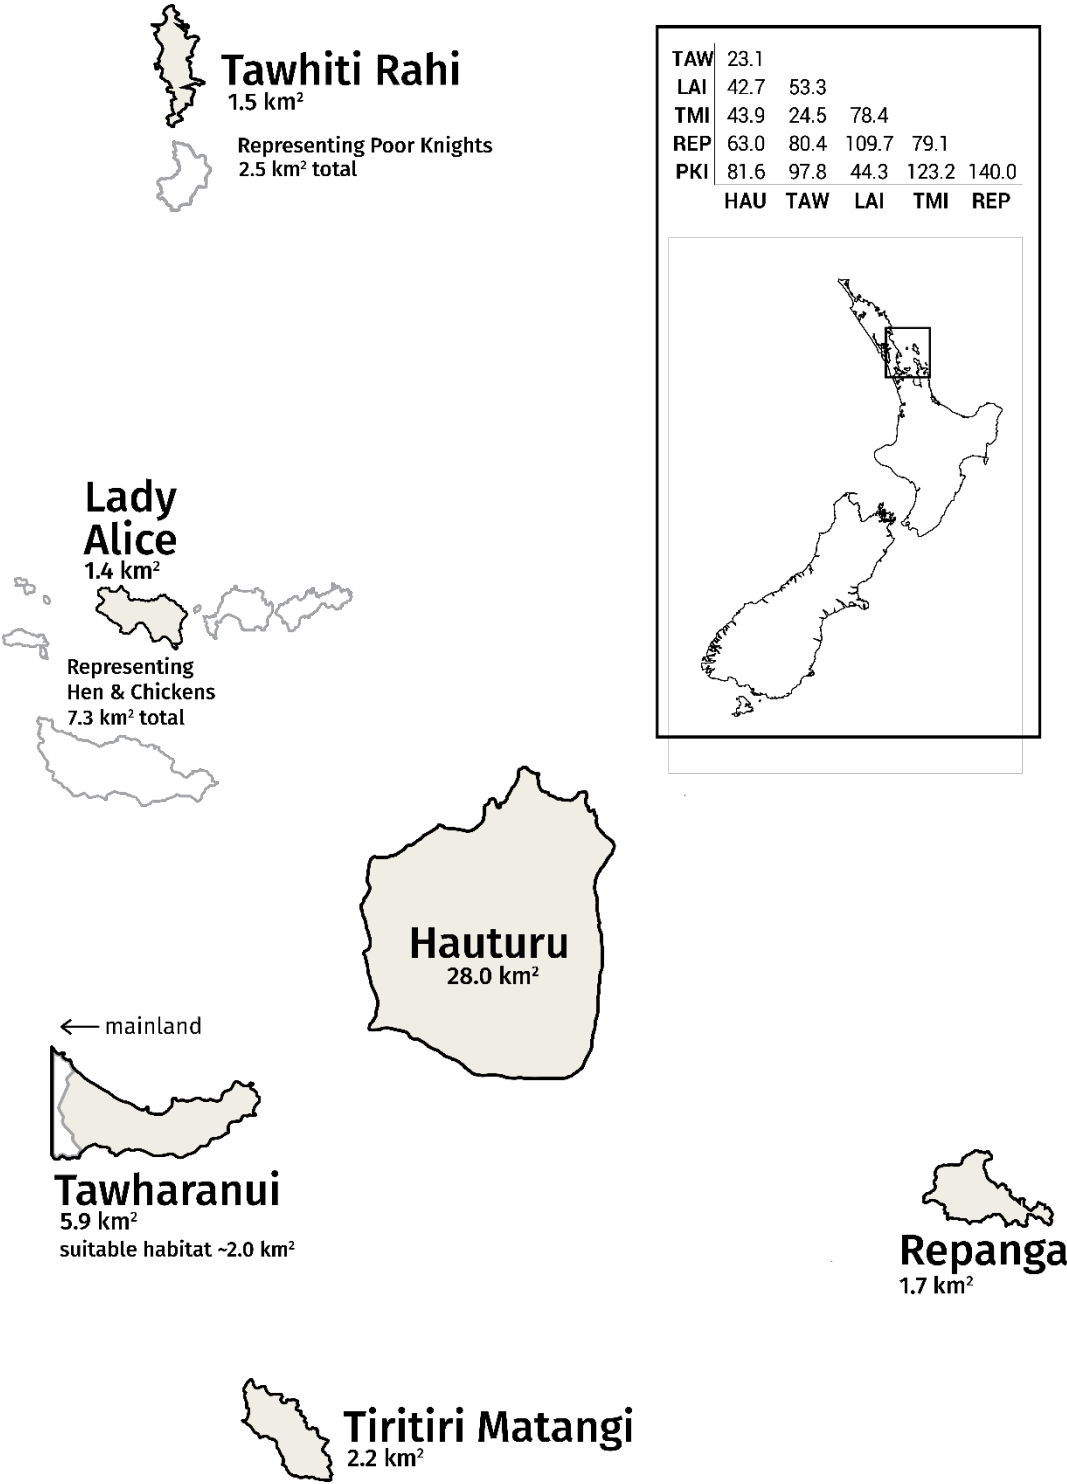 Tawhiti Rahi
1.5 km²
Representing Poor Knights
2.5 km² total
TAW 23.1
LAI 42.7 53.3
TMI 43.9 24.5 78.4
REP 63.0 80.4 109.7 79.1
PKI 81.6 97.8 44.3 123.2 140.0
HAU TAW LAI TMI REP
Lady
Alice
1.4 km²
Representing
Hen & Chickens
7.3 km² total
Hauturu
28.0 km²
← mainland
Tawharanui
5.9 km²
suitable habitat ~2.0 km²
Repanga
1.7 km²
Tiritiri Matangi
2.2 km²